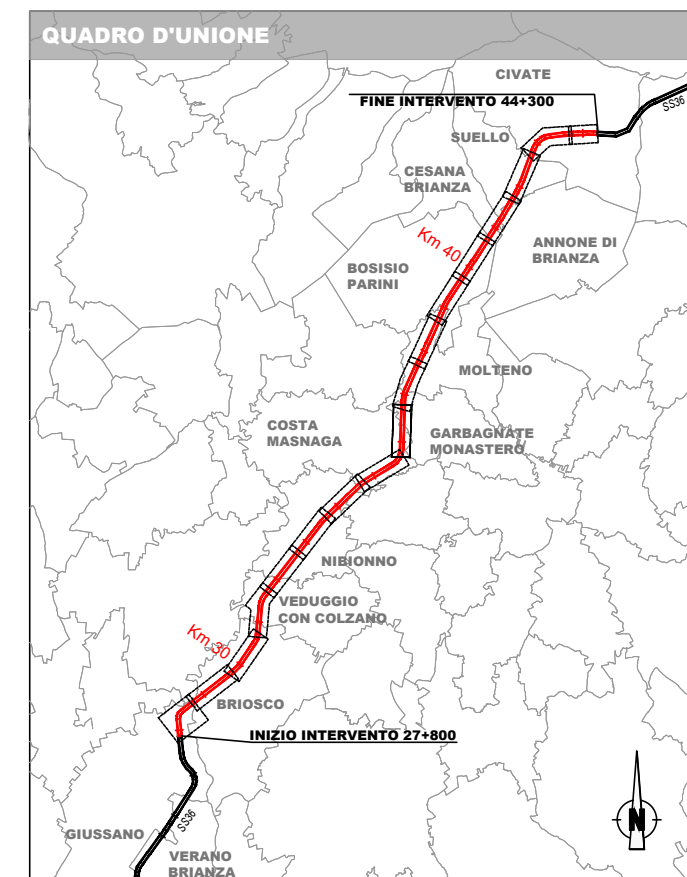 QUADRO D'UNIONE
CIVATE
FINE INTERVENTO 44+300
SS36
SUELLO
CESANA
BRIANZA
Km 40
ANNONE DI
BRIANZA
BOSISIO
PARINI
MOLTENO
COSTA
MASNAGA
GARBAGNATE
MONASTERO
NIBIONNO
VEDUGGIO
CON COLZANO
Km 30
BRIOSCO
INIZIO INTERVENTO 27+800
N
SS36
GIUSSANO
VERANO
BRIANZA